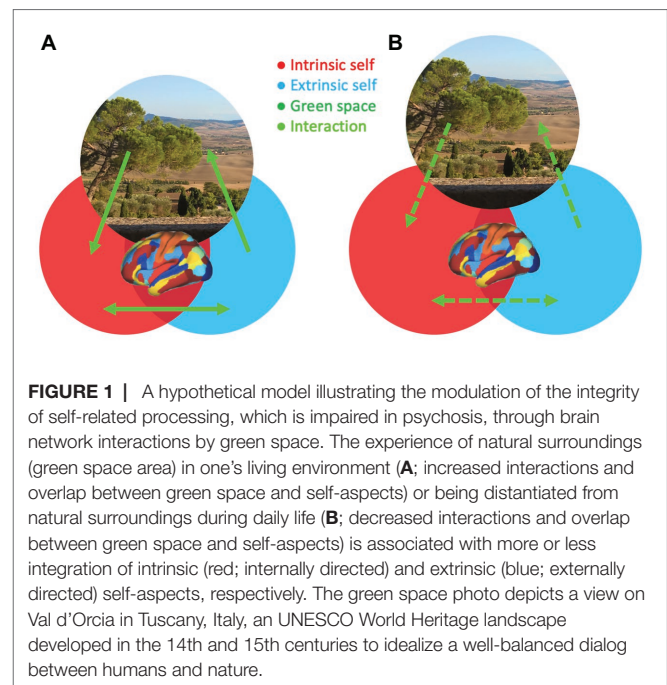 A
B
● Intrinsic self
● Extrinsic self
● Green space
● Interaction
FIGURE 1 | A hypothetical model illustrating the modulation of the integrity
of self-related processing, which is impaired in psychosis, through brain
network interactions by green space. The experience of natural surroundings
(green space area) in one's living environment (A; increased interactions and
overlap between green space and self-aspects) or being distantiated from
natural surroundings during daily life (B; decreased interactions and overlap
between green space and self-aspects) is associated with more or less
integration of intrinsic (red; internally directed) and extrinsic (blue; externally
directed) self-aspects, respectively. The green space photo depicts a view on
Val d'Orcia in Tuscany, Italy, an UNESCO World Heritage landscape
developed in the 14th and 15th centuries to idealize a well-balanced dialog
between humans and nature.